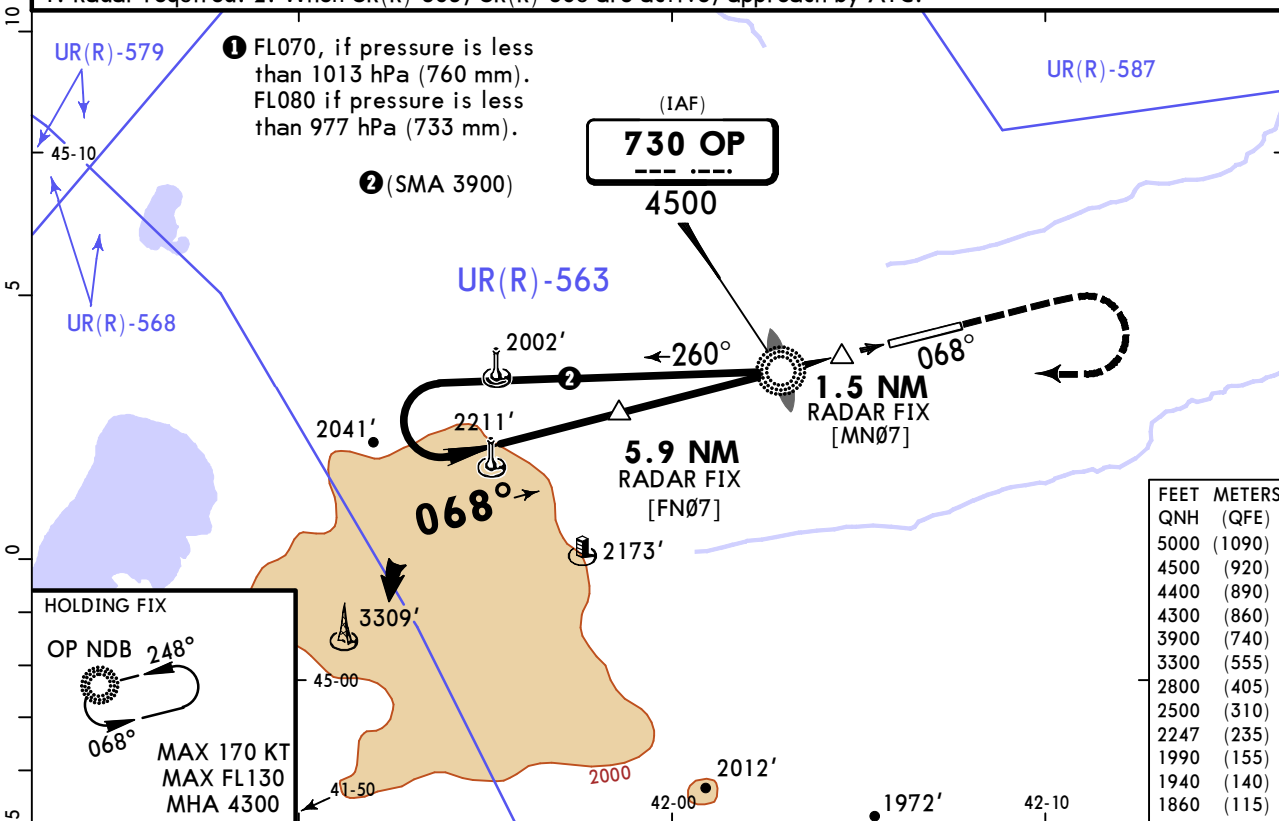 10
UR(R)-579
❶ FL070, if pressure is less
than 1013 hPa (760 mm).
FL080 if pressure is less
than 977 hPa (733 mm).
UR(R)-587
(IAF)
730 OP
4500
45-10
❷ (SMA 3900)
5
UR(R)-563
UR(R)-568
2002'
260°
❷
068°
1.5 NM
RADAR FIX
[MNØ7]
2041'
2211'
5.9 NM
RADAR FIX
[FNØ7]
068°
2173'
0
3309'
45-00
HOLDING FIX
OP NDB
248°
068°
MAX 170 KT
MAX FL130
MHA 4300
41-50
2000
2012'
42-00
1972'
42-10
5
FEET METERS
QNH (QFE)
5000 (1090)
4500 (920)
4400 (890)
4300 (860)
3900 (740)
3300 (555)
2800 (405)
2500 (310)
2247 (235)
1990 (155)
1940 (140)
1860 (115)